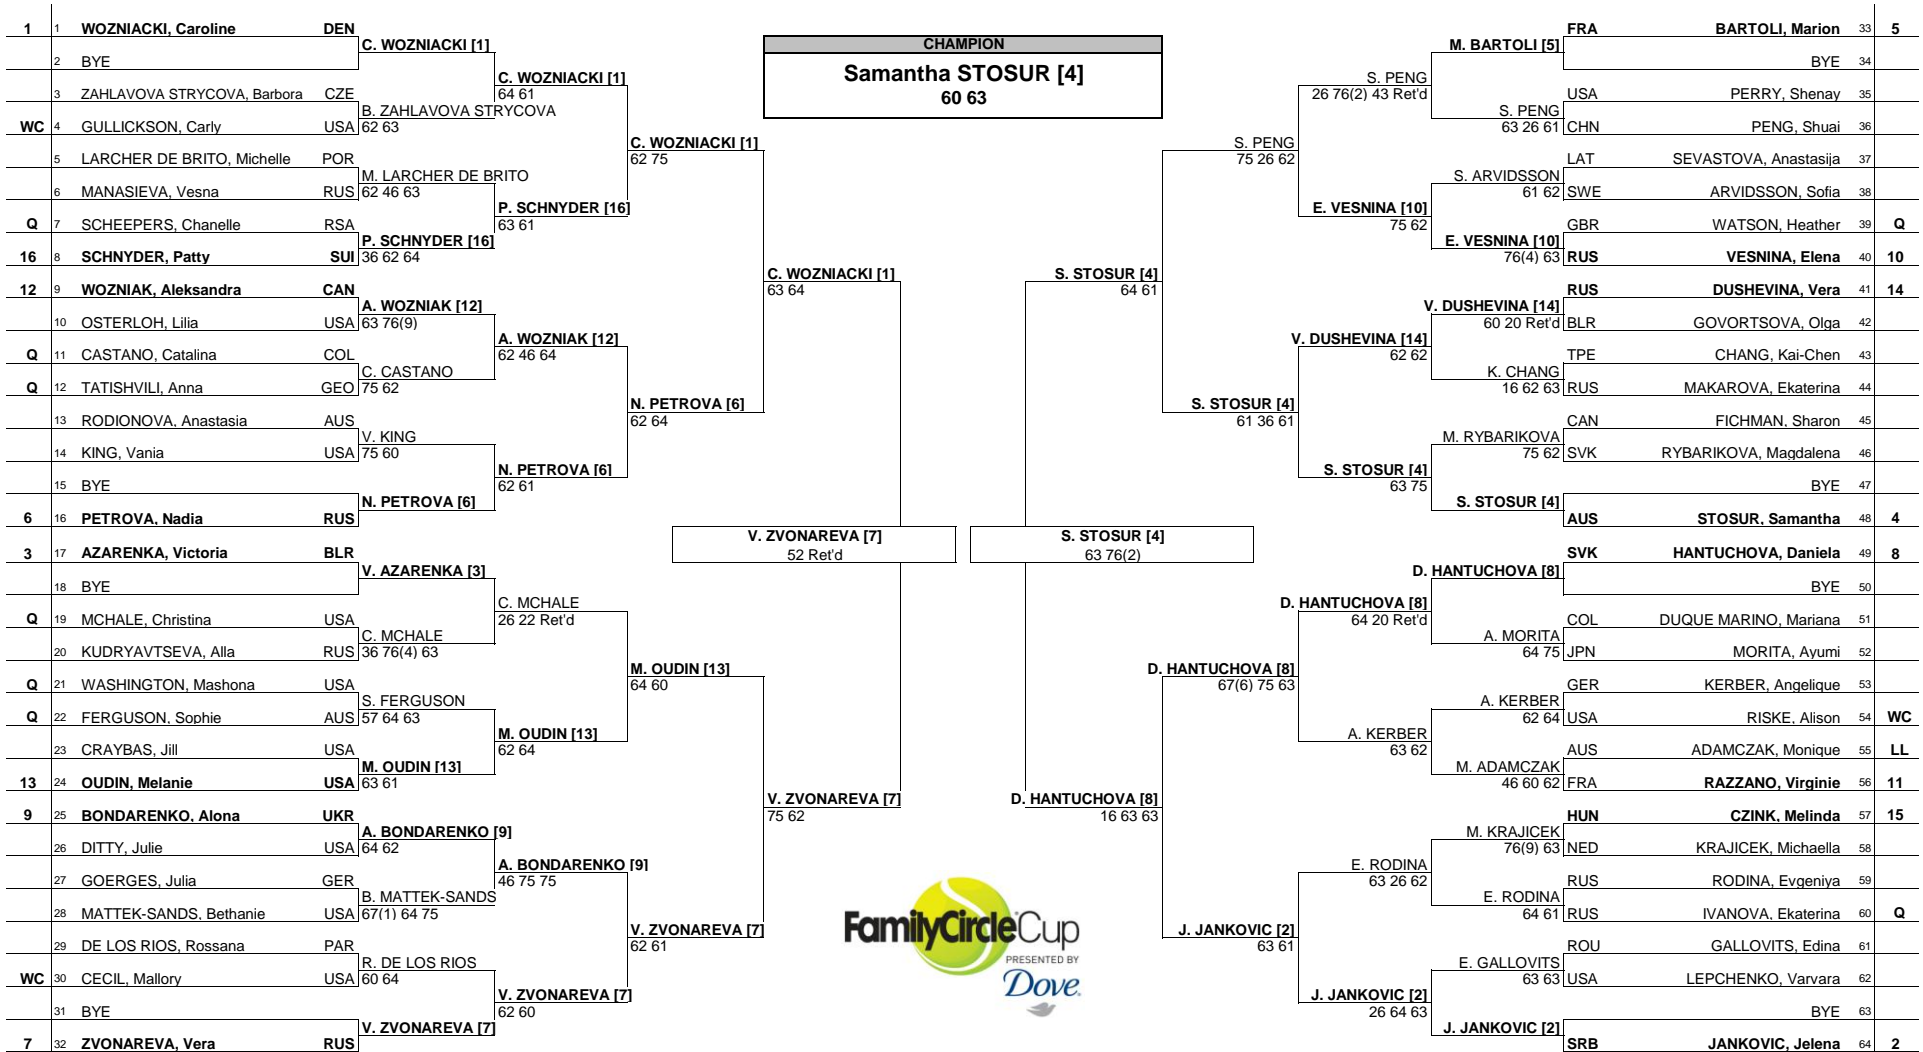 1 1 WOZNIACKI, Caroline DEN
2 BYE
3 ZAHLAVOVA STRYCOVA, Barbora CZE
WC 4 GULLICKSON, Carly USA
5 LARCHER DE BRITO, Michelle POR
6 MANASIEVA, Vesna RUS
Q 7 SCHEEPERS, Chanelle RSA
16 8 SCHNYDER, Patty SUI
12 9 WOZNIAK, Aleksandra CAN
10 OSTERLOH, Lilia USA
Q 11 CASTANO, Catalina COL
Q 12 TATISHVILI, Anna GEO
13 RODIONOVA, Anastasia AUS
14 KING, Vania USA
15 BYE
6 16 PETROVA, Nadia RUS
3 17 AZARENKA, Victoria BLR
18 BYE
Q 19 MCHALE, Christina USA
20 KUDRYAVTSEVA, Alla RUS
Q 21 WASHINGTON, Mashona USA
Q 22 FERGUSON, Sophie AUS
23 CRAYBAS, Jill USA
13 24 OUDIN, Melanie USA
9 25 BONDARENKO, Alona UKR
26 DITTY, Julie USA
27 GOERGES, Julia GER
28 MATTEK-SANDS, Bethanie USA
29 DE LOS RIOS, Rossana PAR
WC 30 CECIL, Mallory USA
31 BYE
7 32 ZVONAREVA, Vera RUS
C. WOZNIACKI [1]
B. ZAHLAVOVA STRYCOVA
62 63
M. LARCHER DE BRITO
62 46 63
P. SCHNYDER [16]
36 62 64
A. WOZNIAK [12]
63 76(9)
C. CASTANO
75 62
V. KING
75 60
N. PETROVA [6]
V. AZARENKA [3]
C. MCHALE
36 76(4) 63
S. FERGUSON
57 64 63
M. OUDIN [13]
63 61
A. BONDARENKO [9]
64 62
B. MATTEK-SANDS
67(1) 64 75
R. DE LOS RIOS
60 64
V. ZVONAREVA [7]
C. WOZNIACKI [1]
64 61
P. SCHNYDER [16]
63 61
A. WOZNIAK [12]
62 46 64
N. PETROVA [6]
62 61
C. MCHALE
26 22 Ret'd
M. OUDIN [13]
62 64
A. BONDARENKO [9]
46 75 75
V. ZVONAREVA [7]
62 60
C. WOZNIACKI [1]
62 75
N. PETROVA [6]
62 64
M. OUDIN [13]
64 60
V. ZVONAREVA [7]
62 61
C. WOZNIACKI [1]
63 64
V. ZVONAREVA [7]
75 62
V. ZVONAREVA [7]
52 Ret'd
CHAMPION
Samantha STOSUR [4]
60 63
S. STOSUR [4]
63 76(2)
S. STOSUR [4]
64 61
D. HANTUCHOVA [8]
16 63 63
S. PENG
75 26 62
S. STOSUR [4]
61 36 61
D. HANTUCHOVA [8]
67(6) 75 63
J. JANKOVIC [2]
63 61
S. PENG
26 76(2) 43 Ret'd
E. VESNINA [10]
75 62
V. DUSHEVINA [14]
62 62
S. STOSUR [4]
63 75
D. HANTUCHOVA [8]
64 20 Ret'd
A. KERBER
63 62
E. RODINA
63 26 62
J. JANKOVIC [2]
26 64 63
M. BARTOLI [5]
S. PENG
63 26 61
S. ARVIDSSON
61 62
E. VESNINA [10]
76(4) 63
V. DUSHEVINA [14]
60 20 Ret'd
K. CHANG
16 62 63
M. RYBARIKOVA
75 62
S. STOSUR [4]
D. HANTUCHOVA [8]
A. MORITA
64 75
A. KERBER
62 64
M. ADAMCZAK
46 60 62
M. KRAJICEK
76(9) 63
E. RODINA
64 61
E. GALLOVITS
63 63
J. JANKOVIC [2]
FRA BARTOLI, Marion 33 5
BYE 34
USA PERRY, Shenay 35
CHN PENG, Shuai 36
LAT SEVASTOVA, Anastasija 37
SWE ARVIDSSON, Sofia 38
GBR WATSON, Heather 39 Q
RUS VESNINA, Elena 40 10
RUS DUSHEVINA, Vera 41 14
BLR GOVORTSOVA, Olga 42
TPE CHANG, Kai-Chen 43
RUS MAKAROVA, Ekaterina 44
CAN FICHMAN, Sharon 45
SVK RYBARIKOVA, Magdalena 46
BYE 47
AUS STOSUR, Samantha 48 4
SVK HANTUCHOVA, Daniela 49 8
BYE 50
COL DUQUE MARINO, Mariana 51
JPN MORITA, Ayumi 52
GER KERBER, Angelique 53
USA RISKE, Alison 54 WC
AUS ADAMCZAK, Monique 55 LL
FRA RAZZANO, Virginie 56 11
HUN CZINK, Melinda 57 15
NED KRAJICEK, Michaella 58
RUS RODINA, Evgeniya 59
RUS IVANOVA, Ekaterina 60 Q
ROU GALLOVITS, Edina 61
USA LEPCHENKO, Varvara 62
BYE 63
SRB JANKOVIC, Jelena 64 2
FamilyCircleCup
PRESENTED BY
Dove